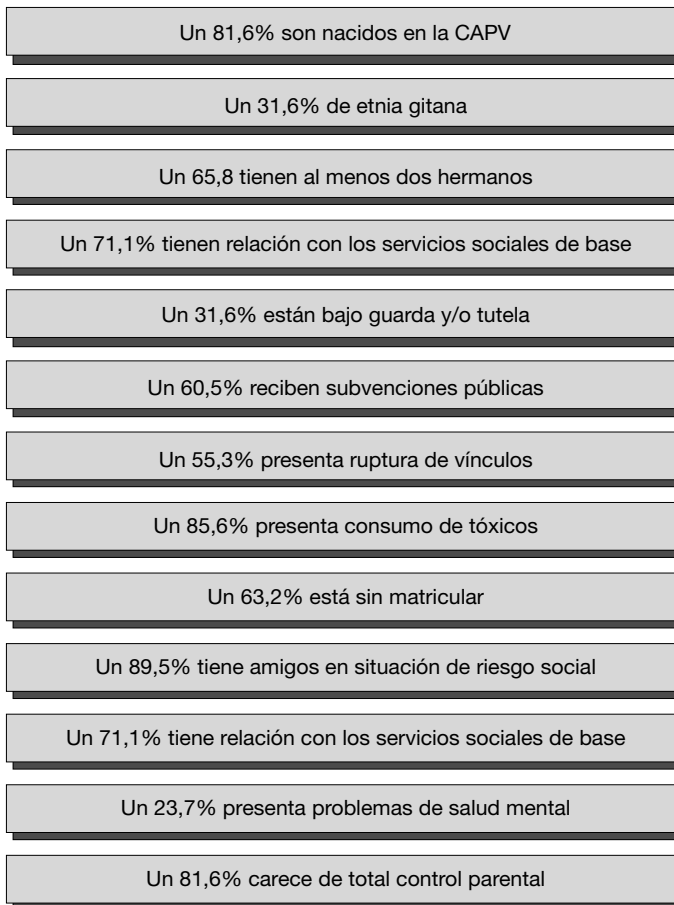 Un 81,6% son nacidos en la CAPV
Un 31,6% de etnia gitana
Un 65,8 tienen al menos dos hermanos
Un 71,1% tienen relación con los servicios sociales de base
Un 31,6% están bajo guarda y/o tutela
Un 60,5% reciben subvenciones públicas
Un 55,3% presenta ruptura de vínculos
Un 85,6% presenta consumo de tóxicos
Un 63,2% está sin matricular
Un 89,5% tiene amigos en situación de riesgo social
Un 71,1% tiene relación con los servicios sociales de base
Un 23,7% presenta problemas de salud mental
Un 81,6% carece de total control parental